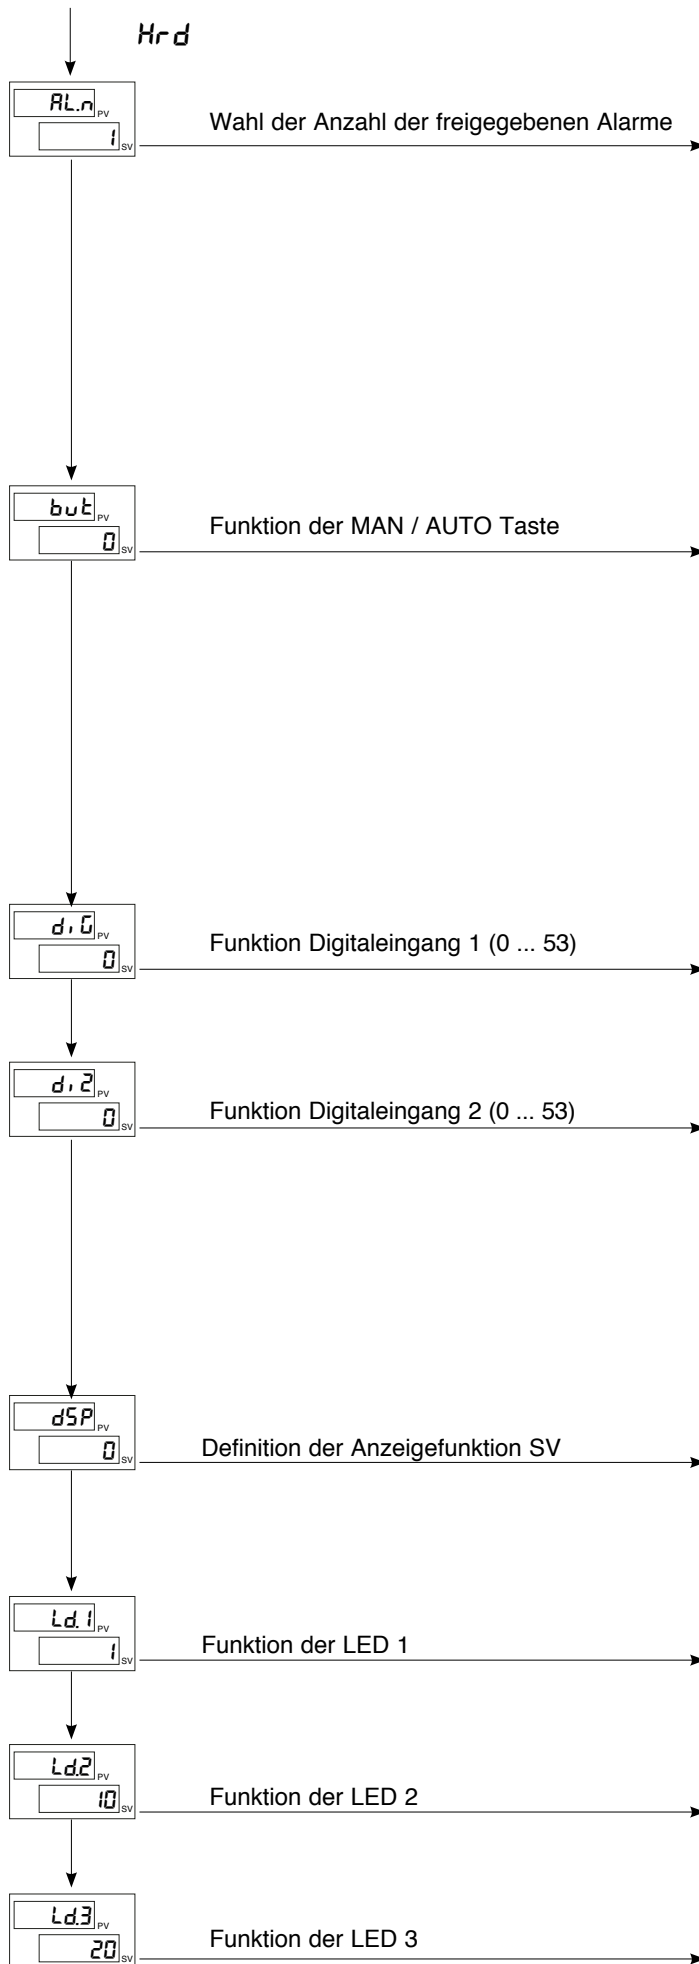 Hrd
AL.n PV
1 SV
Wahl der Anzahl der freigegebenen Alarme
but PV
0 SV
Funktion der MAN / AUTO Taste
diG PV
0 SV
Funktion Digitaleingang 1 (0 ... 53)
di2 PV
0 SV
Funktion Digitaleingang 2 (0 ... 53)
dSP PV
0 SV
Definition der Anzeigefunktion SV
Ld.1 PV
1 SV
Funktion der LED 1
Ld.2 PV
10 SV
Funktion der LED 2
Ld.3 PV
20 SV
Funktion der LED 3